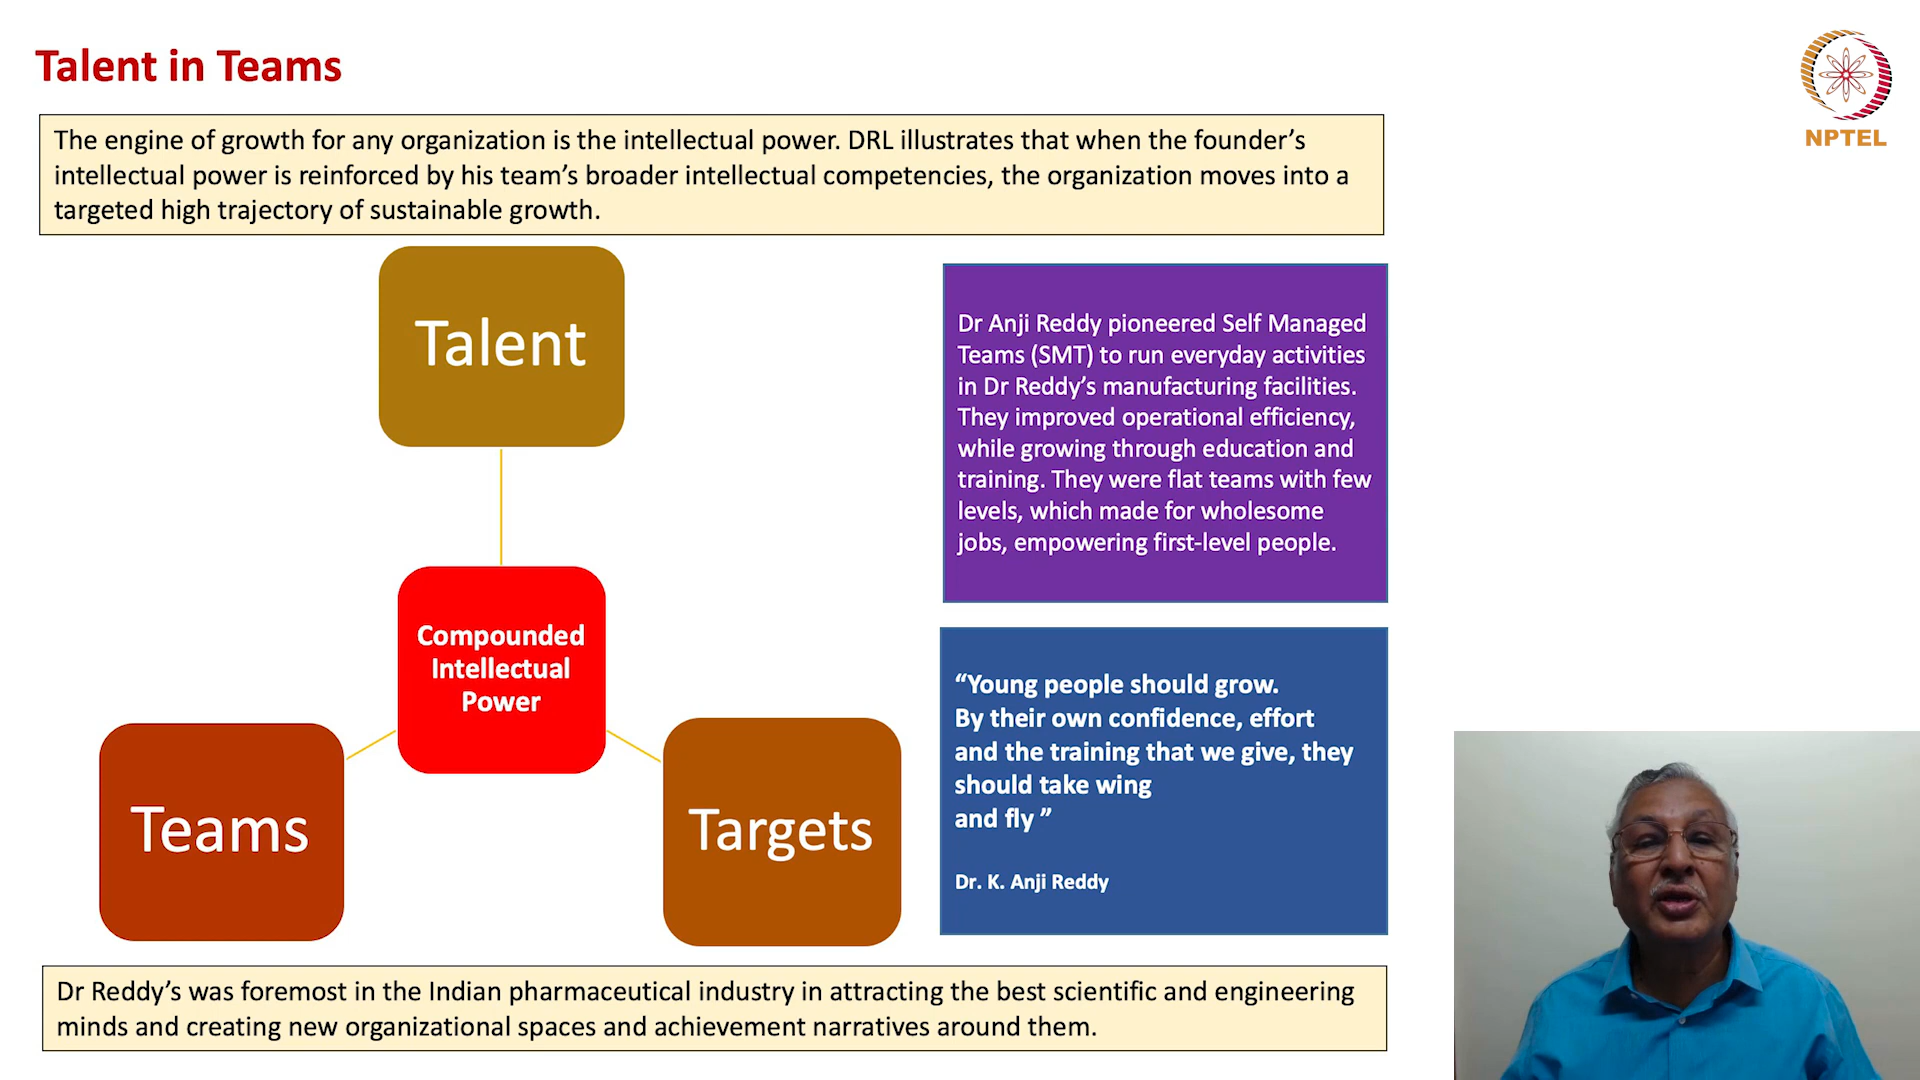 Talent in Teams
NPTEL
The engine of growth for any organization is the intellectual power. DRL illustrates that when the founder’s
intellectual power is reinforced by his team’s broader intellectual competencies, the organization moves into a
targeted high trajectory of sustainable growth.
Talent
Compounded
Intellectual
Power
Teams
Targets
Dr Anji Reddy pioneered Self Managed
Teams (SMT) to run everyday activities
in Dr Reddy’s manufacturing facilities.
They improved operational efficiency,
while growing through education and
training. They were flat teams with few
levels, which made for wholesome
jobs, empowering first-level people.
“Young people should grow.
By their own confidence, effort
and the training that we give, they
should take wing
and fly ”
Dr. K. Anji Reddy
Dr Reddy’s was foremost in the Indian pharmaceutical industry in attracting the best scientific and engineering
minds and creating new organizational spaces and achievement narratives around them.